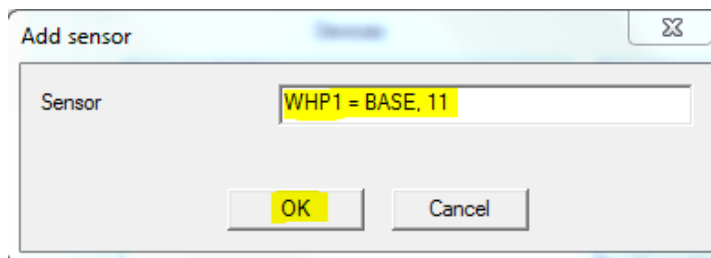 Add sensor
Sensor
WHP1 = BASE, 11
OK
Cancel